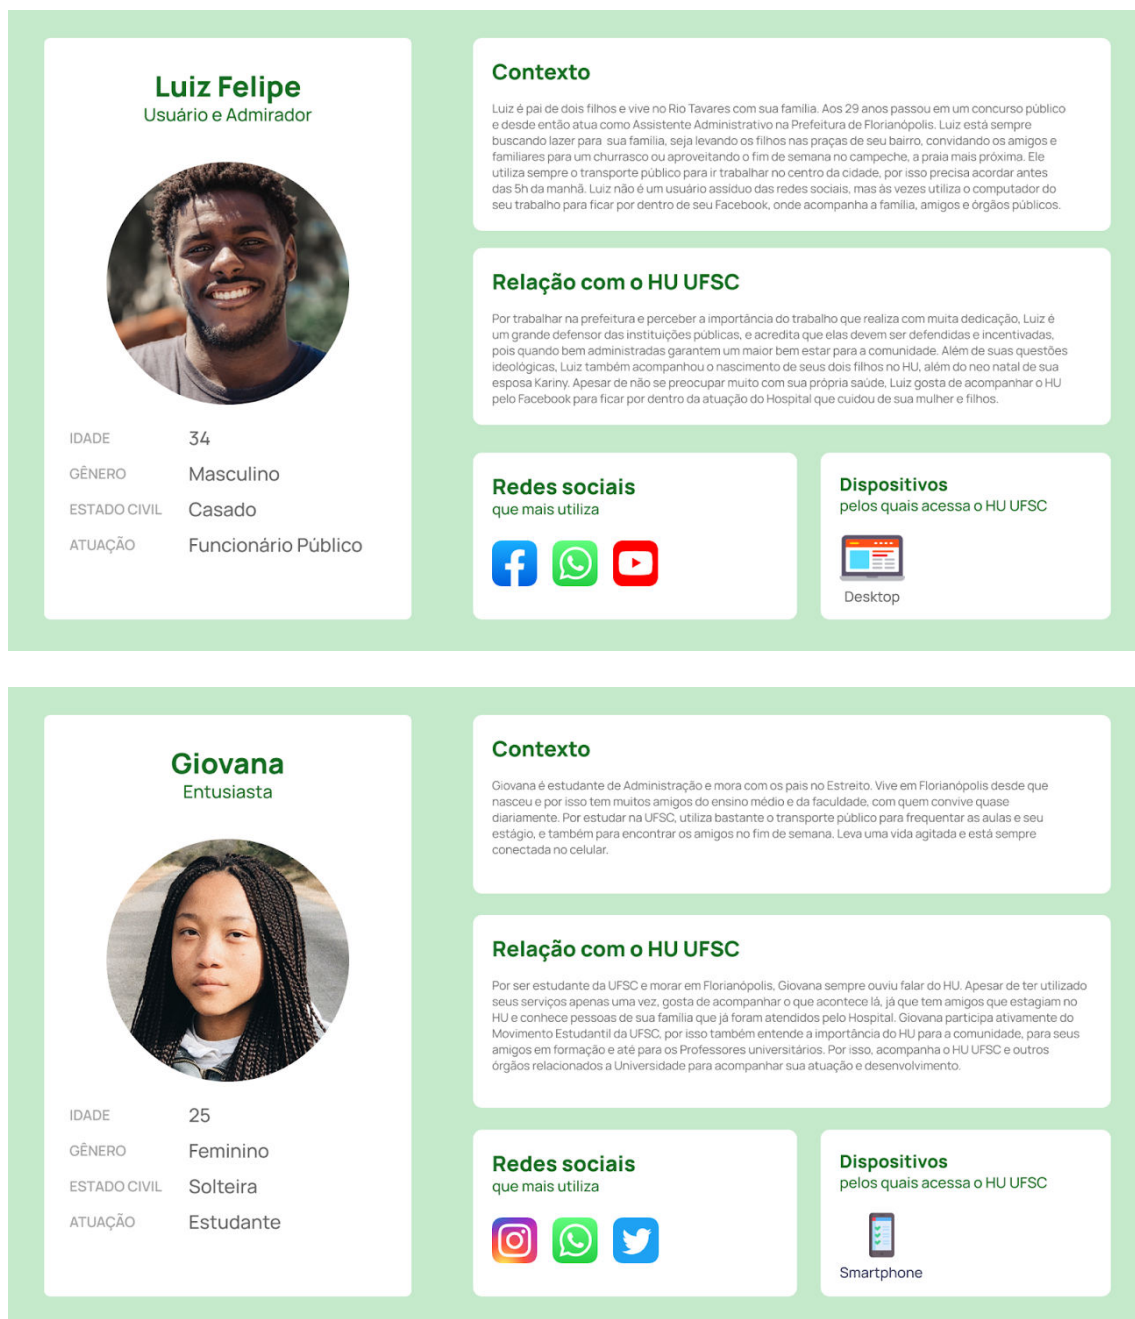 Luiz Felipe
Usuário e Admirador
IDADE 34
GÊNERO Masculino
ESTADO CIVIL Casado
ATUAÇÃO Funcionário Público
Contexto
Luiz é pai de dois filhos e vive no Rio Tavares com sua família. Aos 29 anos passou em um concurso público
e desde então atua como Assistente Administrativo na Prefeitura de Florianópolis. Luiz está sempre
buscando lazer para sua família, seja levando os filhos nas praças de seu bairro, convidando os amigos e
familiares para um churrasco ou aproveitando o fim de semana no campeche, a praia mais próxima. Ele
utiliza sempre o transporte público para ir trabalhar no centro da cidade, por isso precisa acordar antes
das 5h da manhã. Luiz não é um usuário assíduo das redes sociais, mas às vezes utiliza o computador do
seu trabalho para ficar por dentro de seu Facebook, onde acompanha a família, amigos e órgãos públicos.
Relação com o HU UFSC
Por trabalhar na prefeitura e perceber a importância do trabalho que realiza com muita dedicação, Luiz é
um grande defensor das instituições públicas, e acredita que elas devem ser defendidas e incentivadas,
pois quando bem administradas garantem um maior bem estar para a comunidade. Além de suas questões
ideológicas, Luiz também acompanhou o nascimento de seus dois filhos no HU, além do neo natal de sua
esposa Kariny. Apesar de não se preocupar muito com sua própria saúde, Luiz gosta de acompanhar o HU
pelo Facebook para ficar por dentro da atuação do Hospital que cuidou de sua mulher e filhos.
Redes sociais
que mais utiliza
Dispositivos
pelos quais acessa o HU UFSC
Desktop
Giovana
Entusiasta
IDADE 25
GÊNERO Feminino
ESTADO CIVIL Solteira
ATUAÇÃO Estudante
Contexto
Giovana é estudante de Administração e mora com os pais no Estreito. Vive em Florianópolis desde que
nasceu e por isso tem muitos amigos do ensino médio e da faculdade, com quem convive quase
diariamente. Por estudar na UFSC, utiliza bastante o transporte público para frequentar as aulas e seu
estágio, e também para encontrar os amigos no fim de semana. Leva uma vida agitada e está sempre
conectada no celular.
Relação com o HU UFSC
Por ser estudante da UFSC e morar em Florianópolis, Giovana sempre ouviu falar do HU. Apesar de ter utilizado
seus serviços apenas uma vez, gosta de acompanhar o que acontece lá, já que tem amigos que estagiam no
HU e conhece pessoas de sua família que já foram atendidos pelo Hospital. Giovana participa ativamente do
Movimento Estudantil da UFSC, por isso também entende a importância do HU para a comunidade, para seus
amigos em formação e até para os Professores universitários. Por isso, acompanha o HU UFSC e outros
órgãos relacionados a Universidade para acompanhar sua atuação e desenvolvimento.
Redes sociais
que mais utiliza
Dispositivos
pelos quais acessa o HU UFSC
Smartphone